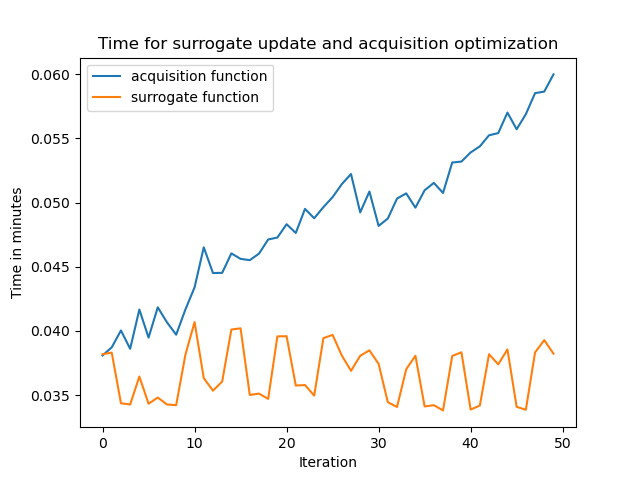 Time for surrogate update and acquisition optimization
acquisition function
surrogate function
0.060
0.055
0.050
0.045
0.040
0.035
Time in minutes
0 10 20 30 40 50
Iteration